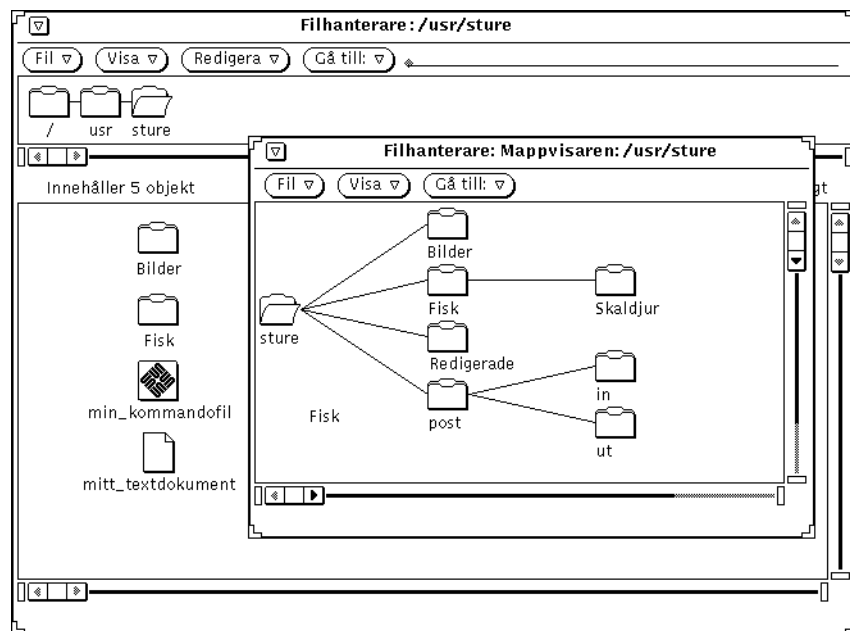 Filhanterare: /usr/sture
Fil Visa Redigera Gå till:
/ usr sture
Innehåller 5 objekt
gt
Bilder
Fisk
min_kommandofil
mitt_textdokument
Filhanterare: Mappvisaren: /usr/sture
Fil Visa Gå till:
Bilder
Fisk Skaldjur
sture
Redigerade
in
Fisk post
ut